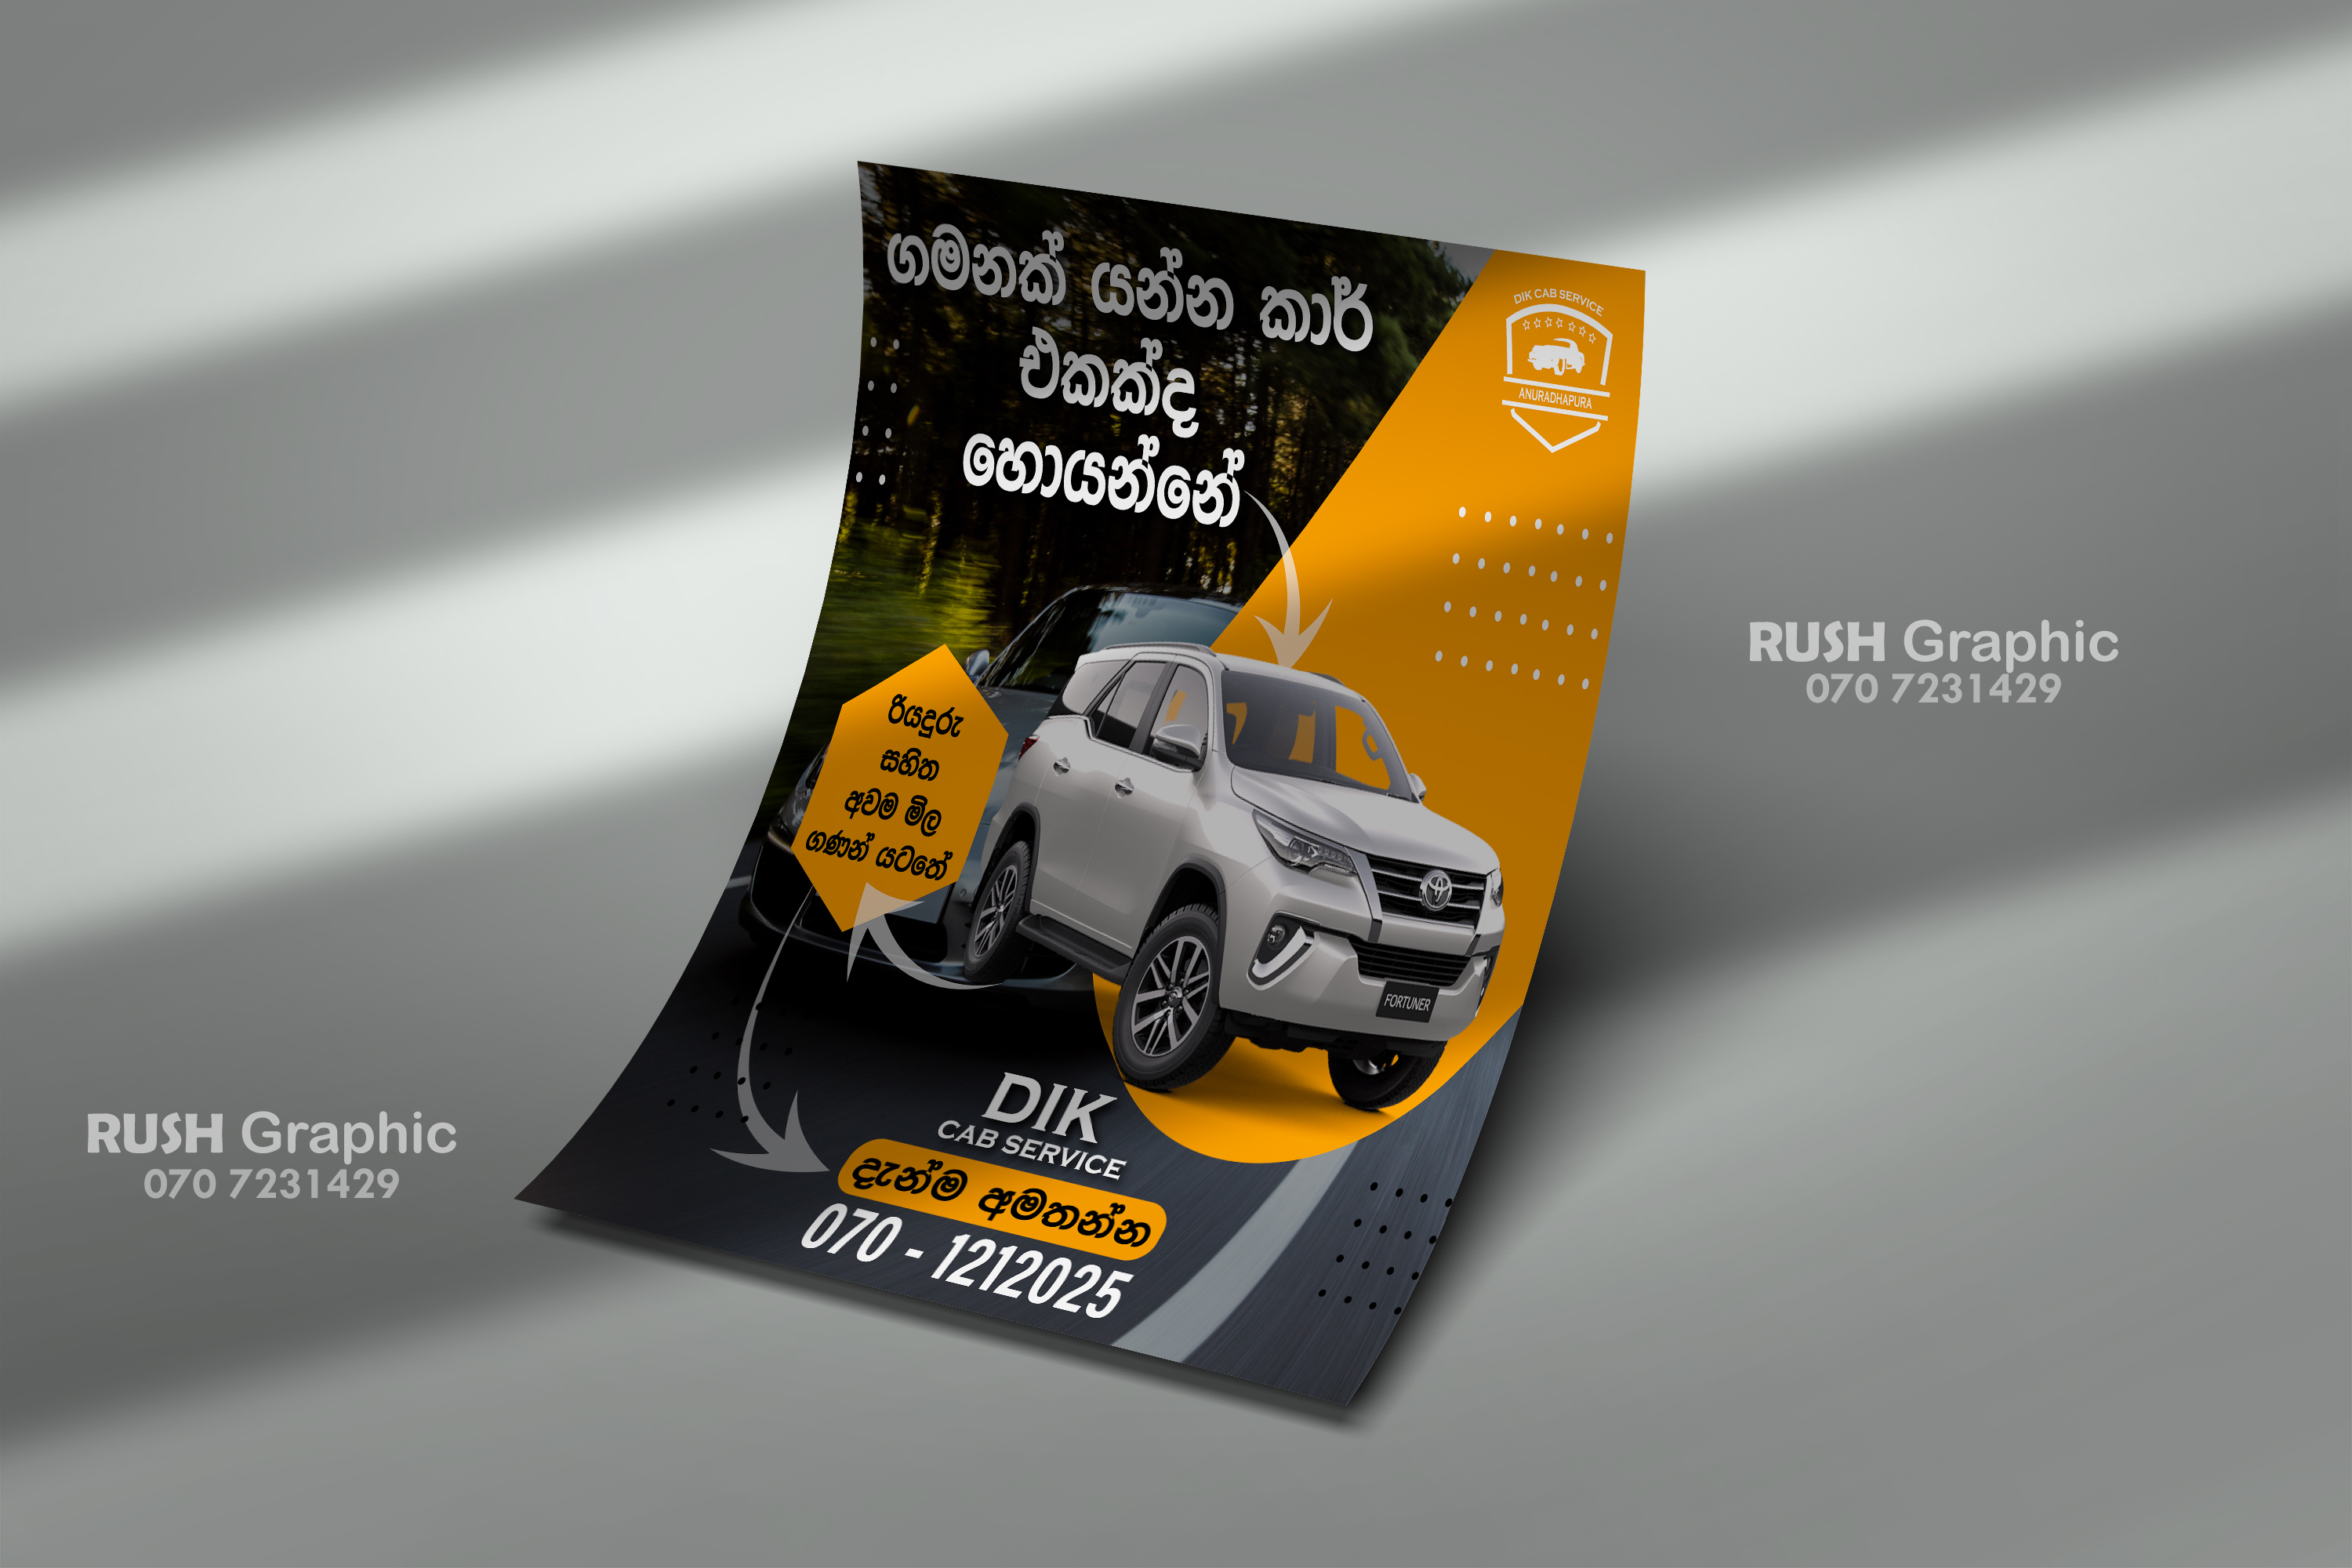 ගමනක් යන්න කාර්
එකක්ද
හොයන්නේ
DIK CAB SERVICE
ANURADHAPURA
රියදුරු
සහිත
අවම මිල
ගණන් යටතේ
FORTUNER
DIK
CAB SERVICE
දැන්ම අමතන්න
070 - 1212025
RUSH Graphic
070 7231429
RUSH Graphic
070 7231429